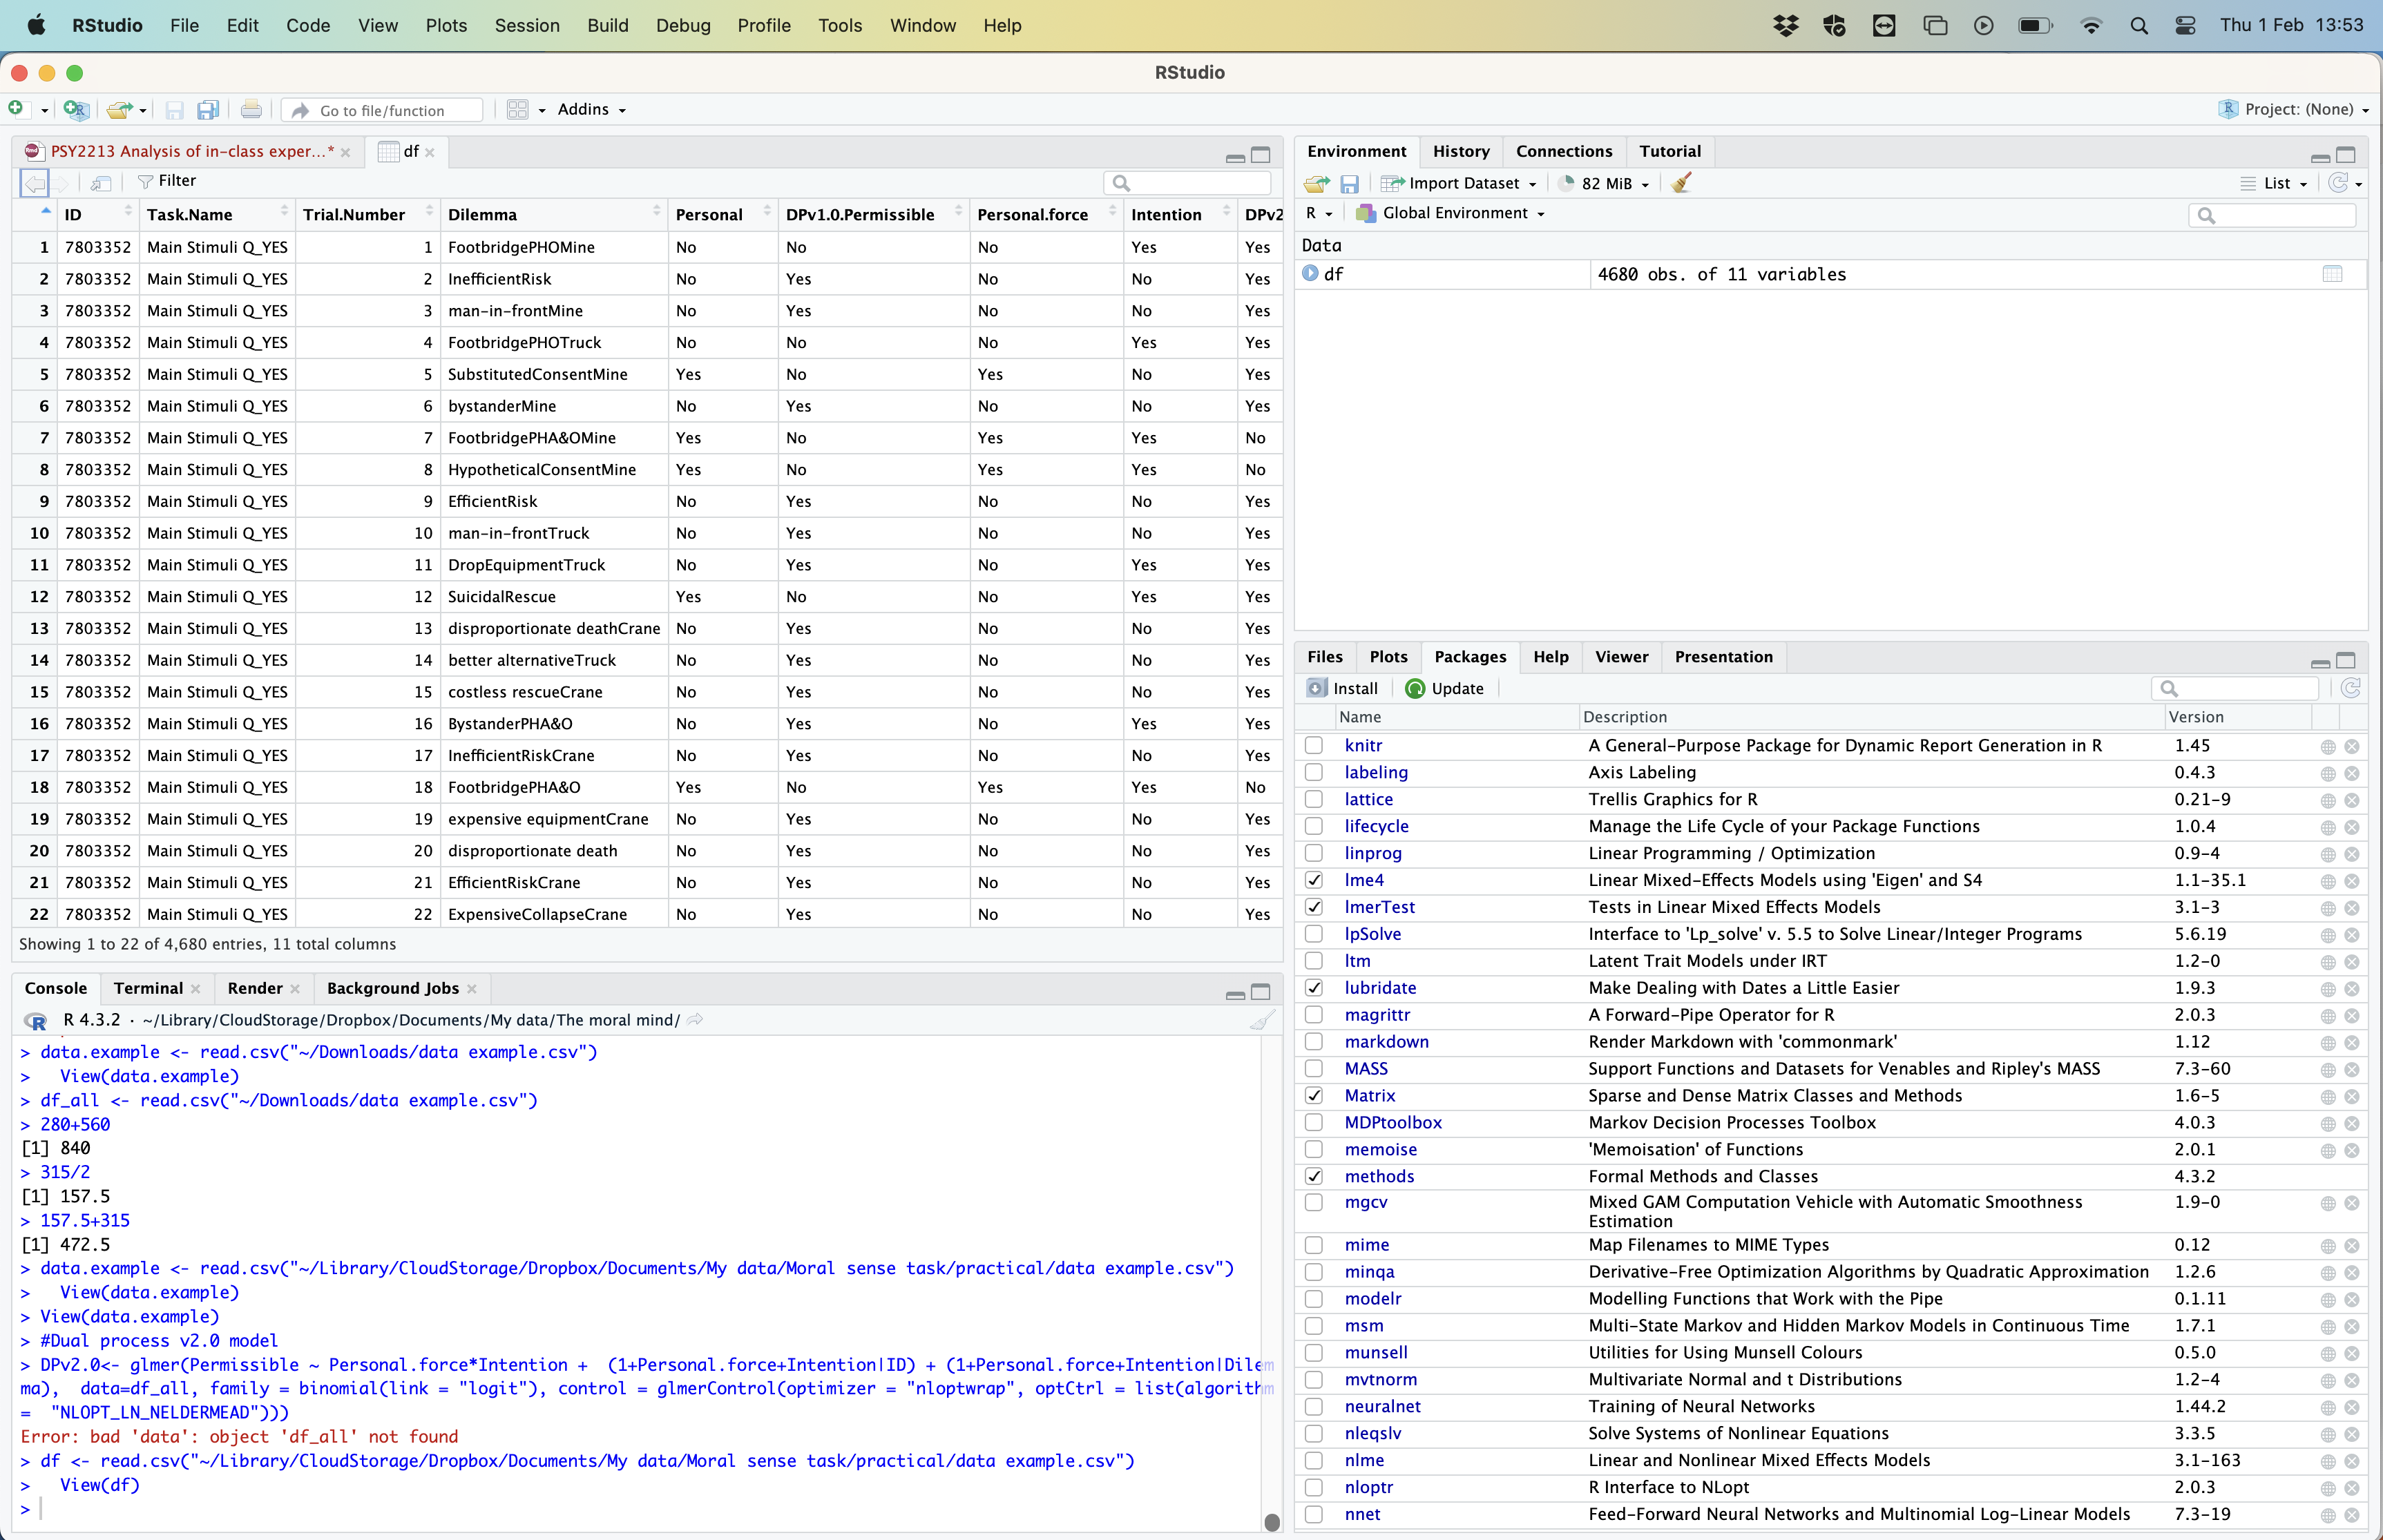 RStudio File Edit Code View Plots Session Build Debug Profile Tools Window Help Thu 1 Feb 13:53
RStudio
Go to file/function Addins Project: (None)
PSY2213 Analysis of in-class exper...* df
Filter
ID Task.Name Trial.Number Dilemma Personal DPv1.0.Permissible Personal.force Intention DPv2
1 7803352 Main Stimuli Q_YES 1 FootbridgePHOMine No No No Yes Yes
2 7803352 Main Stimuli Q_YES 2 InefficientRisk No Yes No No Yes
3 7803352 Main Stimuli Q_YES 3 man-in-frontMine No Yes No No Yes
4 7803352 Main Stimuli Q_YES 4 FootbridgePHOTruck No No No Yes Yes
5 7803352 Main Stimuli Q_YES 5 SubstitutedConsentMine Yes No Yes No Yes
6 7803352 Main Stimuli Q_YES 6 bystanderMine No Yes No No Yes
7 7803352 Main Stimuli Q_YES 7 FootbridgePHA&OMine Yes No Yes Yes No
8 7803352 Main Stimuli Q_YES 8 HypotheticalConsentMine Yes No Yes Yes No
9 7803352 Main Stimuli Q_YES 9 EfficientRisk No Yes No No Yes
10 7803352 Main Stimuli Q_YES 10 man-in-frontTruck No Yes No No Yes
11 7803352 Main Stimuli Q_YES 11 DropEquipmentTruck No Yes No Yes Yes
12 7803352 Main Stimuli Q_YES 12 SuicidalRescue Yes No No Yes Yes
13 7803352 Main Stimuli Q_YES 13 disproportionate deathCrane No Yes No No Yes
14 7803352 Main Stimuli Q_YES 14 better alternativeTruck No Yes No No Yes
15 7803352 Main Stimuli Q_YES 15 costless rescueCrane No Yes No No Yes
16 7803352 Main Stimuli Q_YES 16 BystanderPHA&O No Yes No Yes Yes
17 7803352 Main Stimuli Q_YES 17 InefficientRiskCrane No Yes No No Yes
18 7803352 Main Stimuli Q_YES 18 FootbridgePHA&O Yes No Yes Yes No
19 7803352 Main Stimuli Q_YES 19 expensive equipmentCrane No Yes No No Yes
20 7803352 Main Stimuli Q_YES 20 disproportionate death No Yes No No Yes
21 7803352 Main Stimuli Q_YES 21 EfficientRiskCrane No Yes No No Yes
22 7803352 Main Stimuli Q_YES 22 ExpensiveCollapseCrane No Yes No No Yes
Showing 1 to 22 of 4,680 entries, 11 total columns
Console Terminal Render Background Jobs
R 4.3.2 · ~/Library/CloudStorage/Dropbox/Documents/My data/The moral mind/
> data.example <- read.csv("~/Downloads/data example.csv")
> View(data.example)
> df_all <- read.csv("~/Downloads/data example.csv")
> 280+560
[1] 840
> 315/2
[1] 157.5
> 157.5+315
[1] 472.5
> data.example <- read.csv("~/Library/CloudStorage/Dropbox/Documents/My data/Moral sense task/practical/data example.csv")
> View(data.example)
> View(data.example)
> #Dual process v2.0 model
> DPv2.0<- glmer(Permissible ~ Personal.force*Intention + (1+Personal.force+Intention|ID) + (1+Personal.force+Intention|Dilem
ma), data=df_all, family = binomial(link = "logit"), control = glmerControl(optimizer = "nloptwrap", optCtrl = list(algorithm
= "NLOPT_LN_NELDERMEAD")))
Error: bad 'data': object 'df_all' not found
> df <- read.csv("~/Library/CloudStorage/Dropbox/Documents/My data/Moral sense task/practical/data example.csv")
> View(df)
>
Environment History Connections Tutorial
Import Dataset 82 MiB List
R Global Environment
Data
df 4680 obs. of 11 variables
Files Plots Packages Help Viewer Presentation
Install Update
Name Description Version
knitr A General-Purpose Package for Dynamic Report Generation in R 1.45
labeling Axis Labeling 0.4.3
lattice Trellis Graphics for R 0.21-9
lifecycle Manage the Life Cycle of your Package Functions 1.0.4
linprog Linear Programming / Optimization 0.9-4
lme4 Linear Mixed-Effects Models using 'Eigen' and S4 1.1-35.1
lmerTest Tests in Linear Mixed Effects Models 3.1-3
lpSolve Interface to 'Lp_solve' v. 5.5 to Solve Linear/Integer Programs 5.6.19
ltm Latent Trait Models under IRT 1.2-0
lubridate Make Dealing with Dates a Little Easier 1.9.3
magrittr A Forward-Pipe Operator for R 2.0.3
markdown Render Markdown with 'commonmark' 1.12
MASS Support Functions and Datasets for Venables and Ripley's MASS 7.3-60
Matrix Sparse and Dense Matrix Classes and Methods 1.6-5
MDPtoolbox Markov Decision Processes Toolbox 4.0.3
memoise 'Memoisation' of Functions 2.0.1
methods Formal Methods and Classes 4.3.2
mgcv Mixed GAM Computation Vehicle with Automatic Smoothness 1.9-0
Estimation
mime Map Filenames to MIME Types 0.12
minqa Derivative-Free Optimization Algorithms by Quadratic Approximation 1.2.6
modelr Modelling Functions that Work with the Pipe 0.1.11
msm Multi-State Markov and Hidden Markov Models in Continuous Time 1.7.1
munsell Utilities for Using Munsell Colours 0.5.0
mvtnorm Multivariate Normal and t Distributions 1.2-4
neuralnet Training of Neural Networks 1.44.2
nleqslv Solve Systems of Nonlinear Equations 3.3.5
nlme Linear and Nonlinear Mixed Effects Models 3.1-163
nloptr R Interface to NLopt 2.0.3
nnet Feed-Forward Neural Networks and Multinomial Log-Linear Models 7.3-19